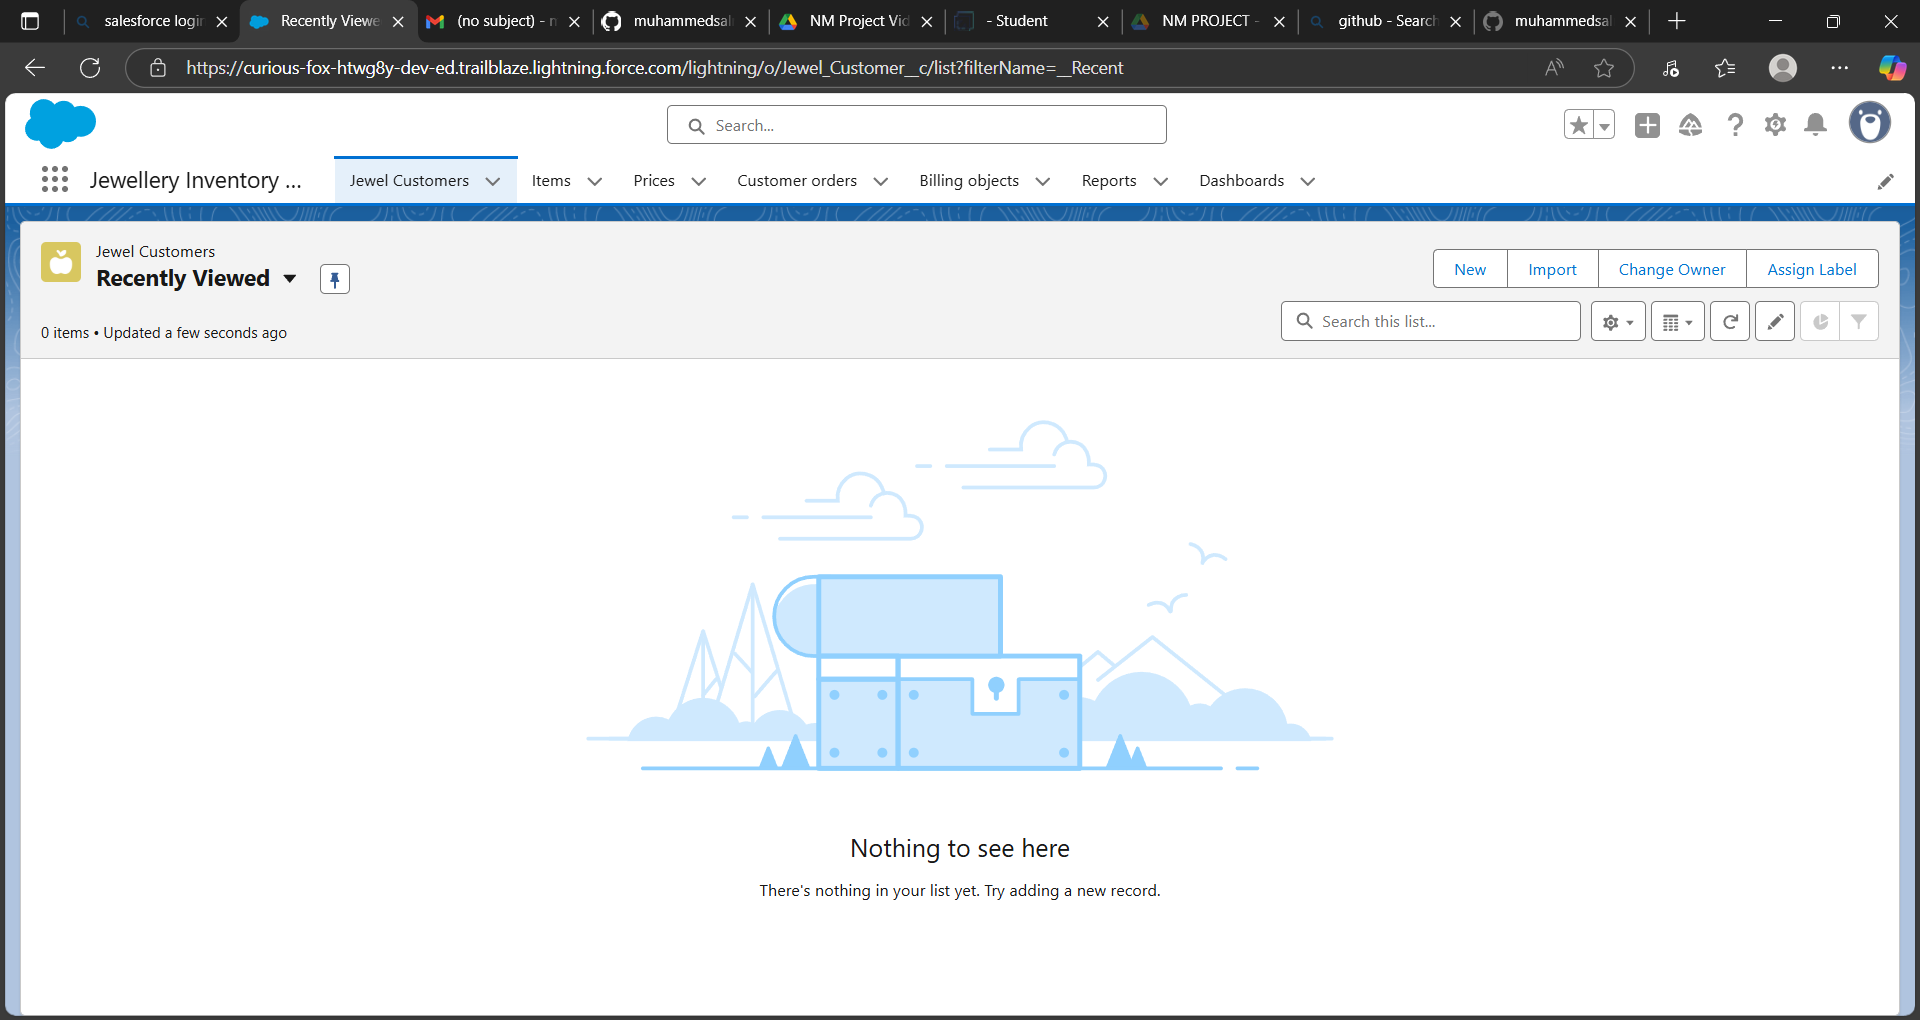 salesforce login
Recently Viewe
(no subject) - n
muhammedsal
NM Project Vid
- Student
NM PROJECT -
github - Search
muhammedsal
https://curious-fox-htwg8y-dev-ed.trailblaze.lightning.force.com/lightning/o/Jewel_Customer__c/list?filterName=__Recent
Search...
Jewellery Inventory ...
Jewel Customers
Items
Prices
Customer orders
Billing objects
Reports
Dashboards
Jewel Customers
Recently Viewed
New
Import
Change Owner
Assign Label
0 items • Updated a few seconds ago
Search this list...
Nothing to see here
There's nothing in your list yet. Try adding a new record.